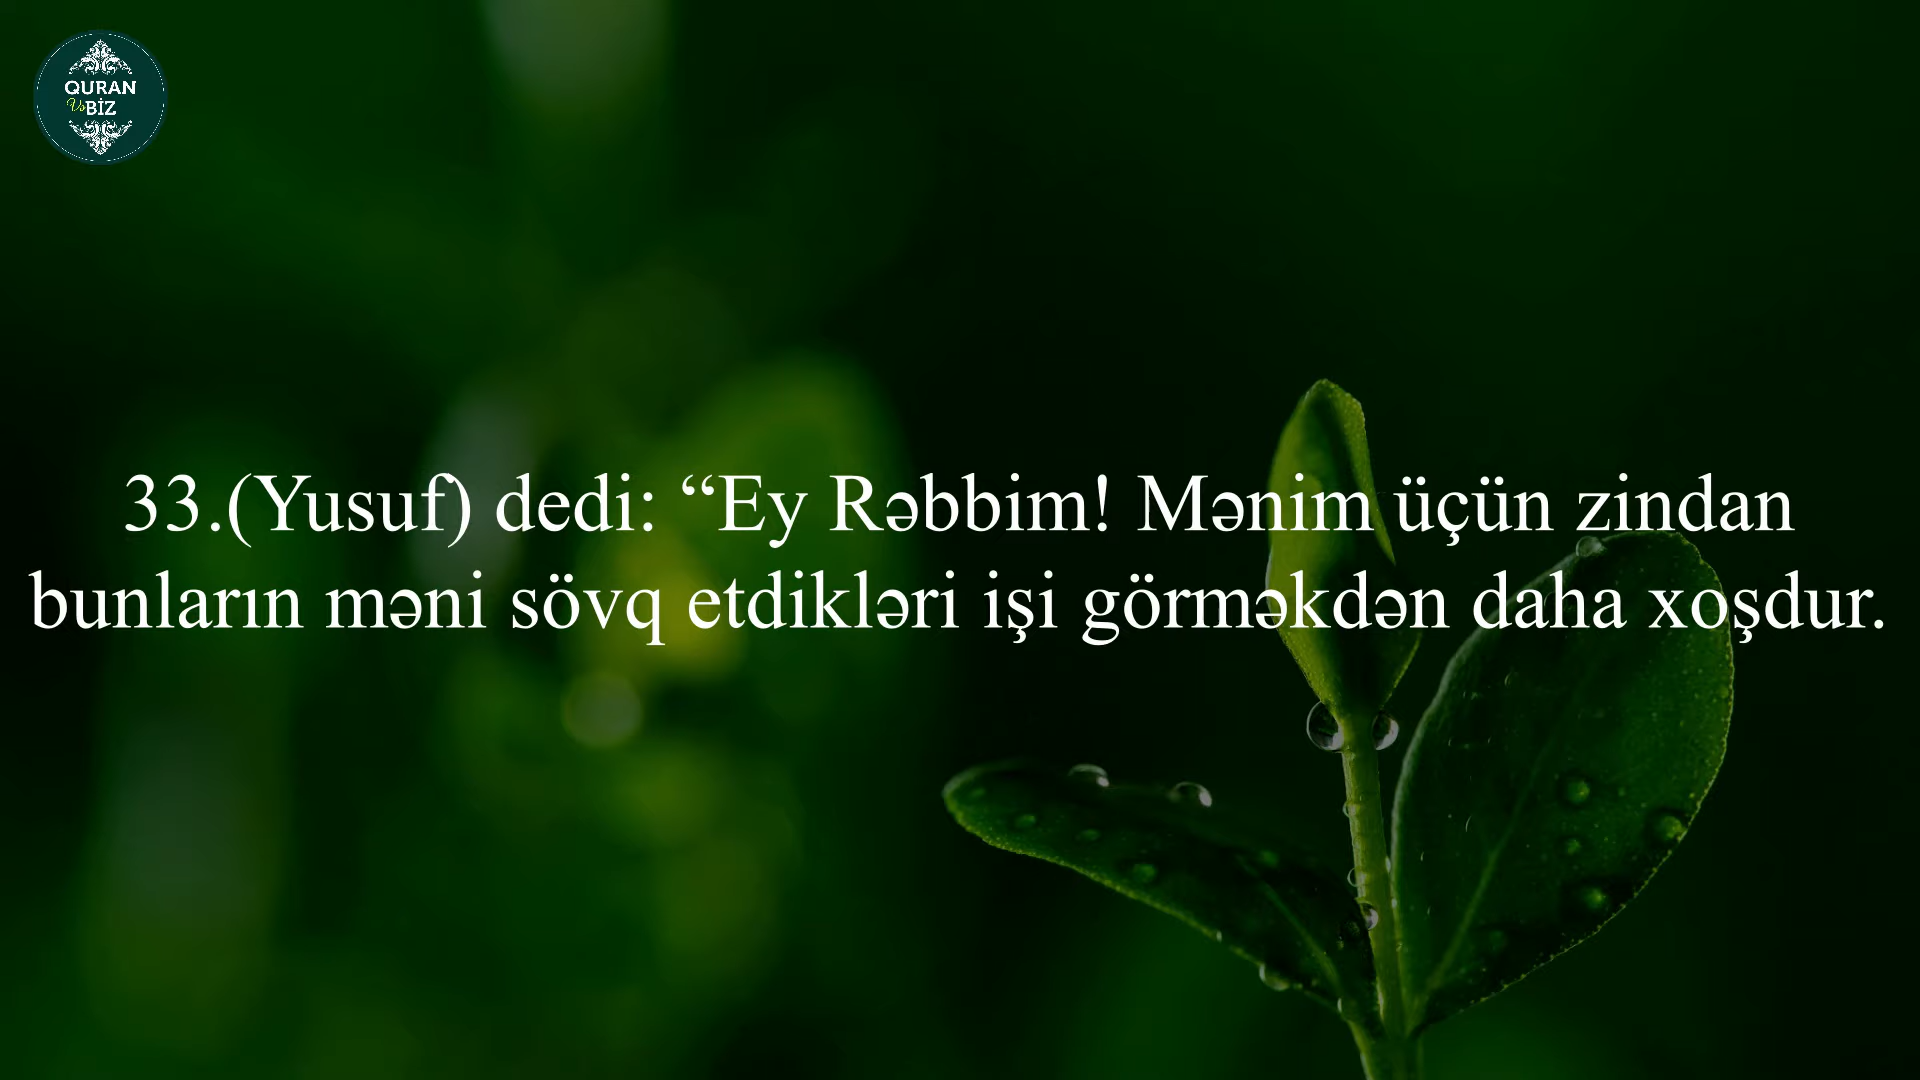 QURAN
Və BİZ
33.(Yusuf) dedi: “Ey Rəbbim! Mənim üçün zindan
bunların məni sövq etdikləri işi görməkdən daha xoşdur.